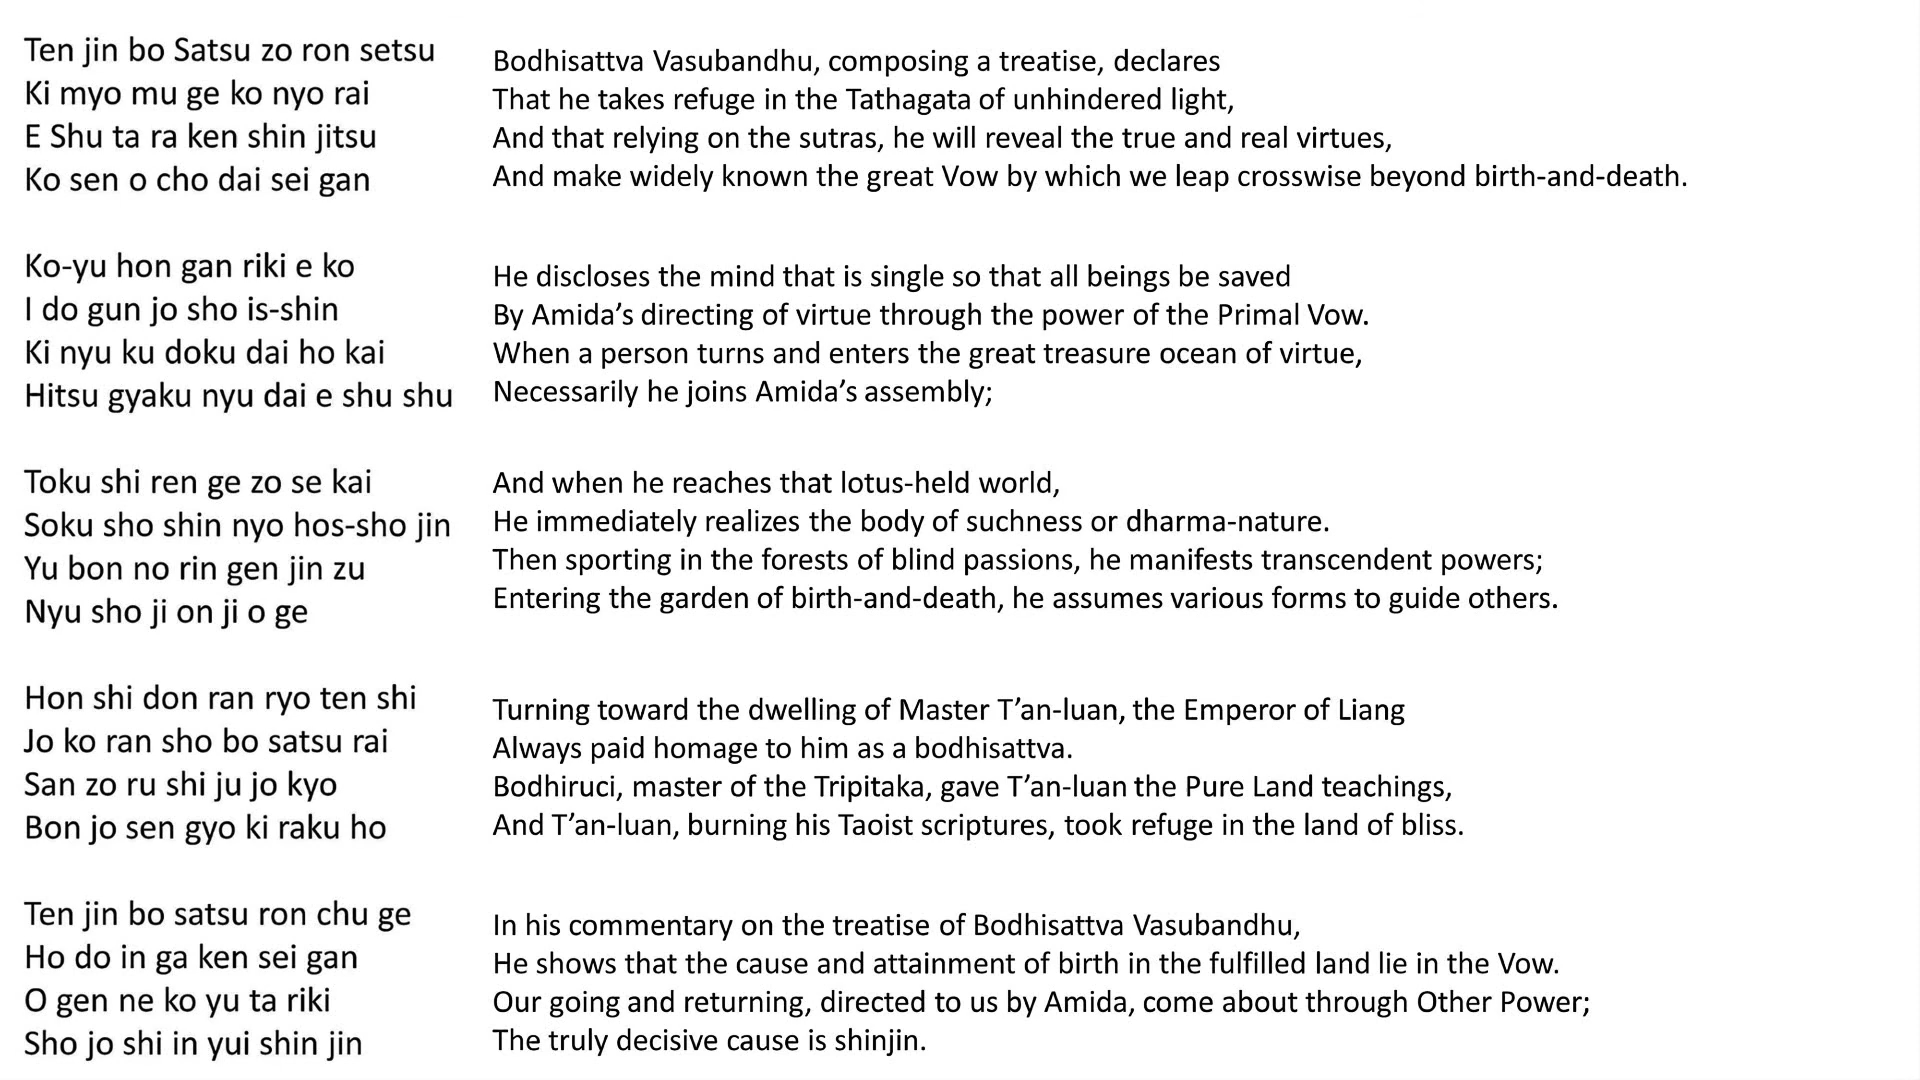 Ten jin bo Satsu zo ron setsu
Ki myo mu ge ko nyo rai
E Shu ta ra ken shin jitsu
Ko sen o cho dai sei gan
Bodhisattva Vasubandhu, composing a treatise, declares
That he takes refuge in the Tathagata of unhindered light,
And that relying on the sutras, he will reveal the true and real virtues,
And make widely known the great Vow by which we leap crosswise beyond birth-and-death.
Ko-yu hon gan riki e ko
I do gun jo sho is-shin
Ki nyu ku doku dai ho kai
Hitsu gyaku nyu dai e shu shu
He discloses the mind that is single so that all beings be saved
By Amida’s directing of virtue through the power of the Primal Vow.
When a person turns and enters the great treasure ocean of virtue,
Necessarily he joins Amida’s assembly;
Toku shi ren ge zo se kai
Soku sho shin nyo hos-sho jin
Yu bon no rin gen jin zu
Nyu sho ji on ji o ge
And when he reaches that lotus-held world,
He immediately realizes the body of suchness or dharma-nature.
Then sporting in the forests of blind passions, he manifests transcendent powers;
Entering the garden of birth-and-death, he assumes various forms to guide others.
Hon shi don ran ryo ten shi
Jo ko ran sho bo satsu rai
San zo ru shi ju jo kyo
Bon jo sen gyo ki raku ho
Turning toward the dwelling of Master T’an-luan, the Emperor of Liang
Always paid homage to him as a bodhisattva.
Bodhiruci, master of the Tripitaka, gave T’an-luan the Pure Land teachings,
And T’an-luan, burning his Taoist scriptures, took refuge in the land of bliss.
Ten jin bo satsu ron chu ge
Ho do in ga ken sei gan
O gen ne ko yu ta riki
Sho jo shi in yui shin jin
In his commentary on the treatise of Bodhisattva Vasubandhu,
He shows that the cause and attainment of birth in the fulfilled land lie in the Vow.
Our going and returning, directed to us by Amida, come about through Other Power;
The truly decisive cause is shinjin.